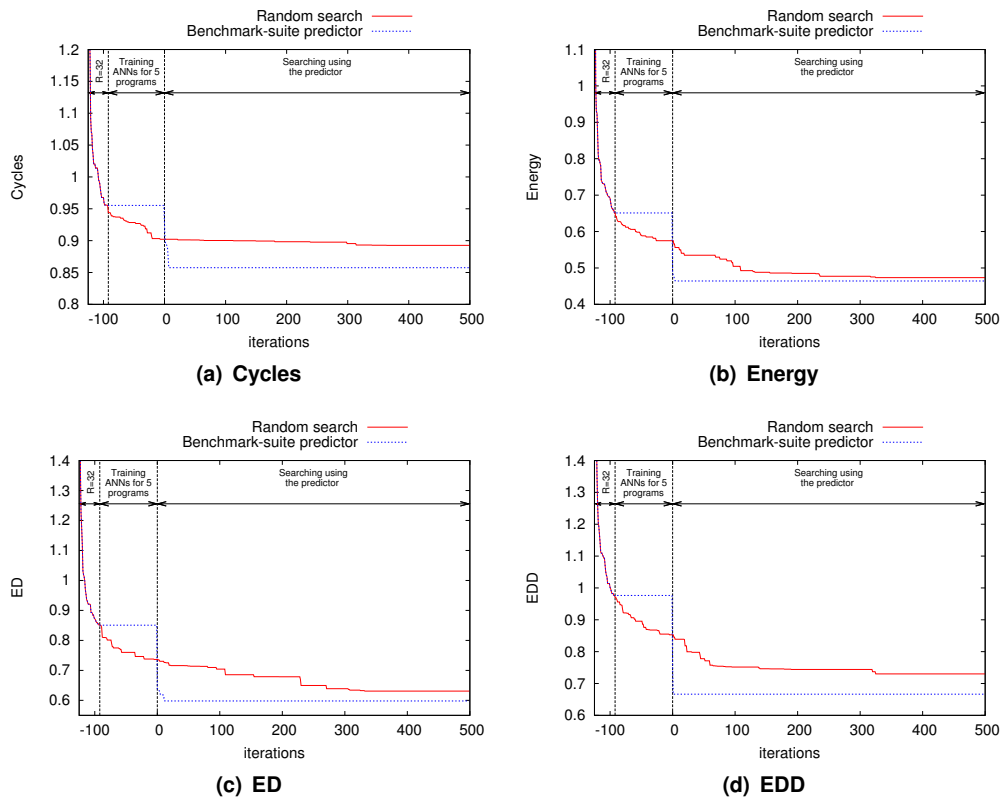 Random search
Benchmark-suite predictor
1.2
1.15
1.1
1.05
1
0.95
0.9
0.85
0.8
Cycles
R=32
Training
ANNs for 5
programs
Searching using
the predictor
-100 0 100 200 300 400 500
iterations
(a) Cycles
Random search
Benchmark-suite predictor
1.1
1
0.9
0.8
0.7
0.6
0.5
0.4
Energy
R=32
Training
ANNs for 5
programs
Searching using
the predictor
-100 0 100 200 300 400 500
iterations
(b) Energy
Random search
Benchmark-suite predictor
1.4
1.3
1.2
1.1
1
0.9
0.8
0.7
0.6
ED
R=32
Training
ANNs for 5
programs
Searching using
the predictor
-100 0 100 200 300 400 500
iterations
(c) ED
Random search
Benchmark-suite predictor
1.4
1.3
1.2
1.1
1
0.9
0.8
0.7
0.6
EDD
R=32
Training
ANNs for 5
programs
Searching using
the predictor
-100 0 100 200 300 400 500
iterations
(d) EDD